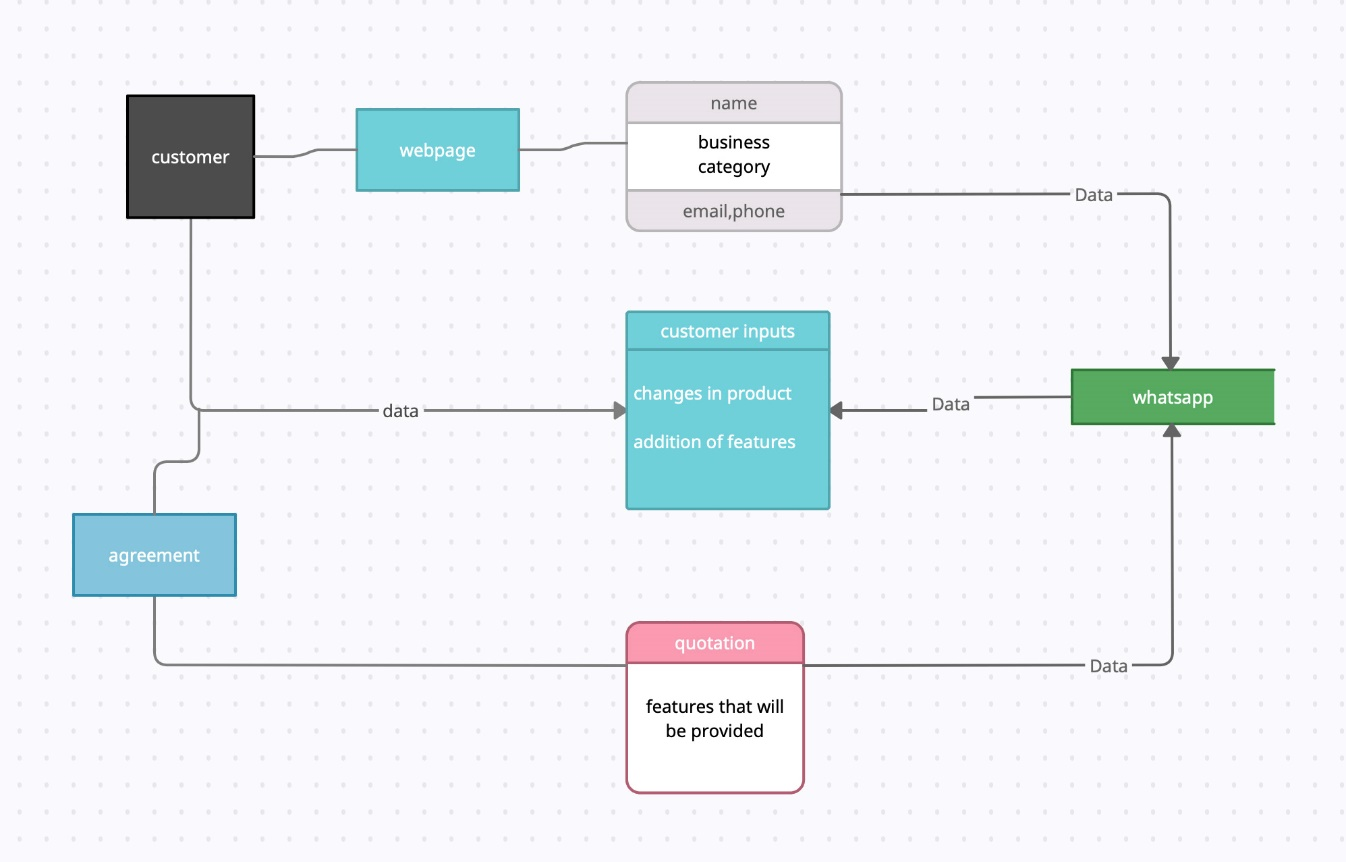 name
customer
webpage
business
category
email,phone
Data
customer inputs
changes in product
data
Data
whatsapp
addition of features
agreement
quotation
Data
features that will
be provided